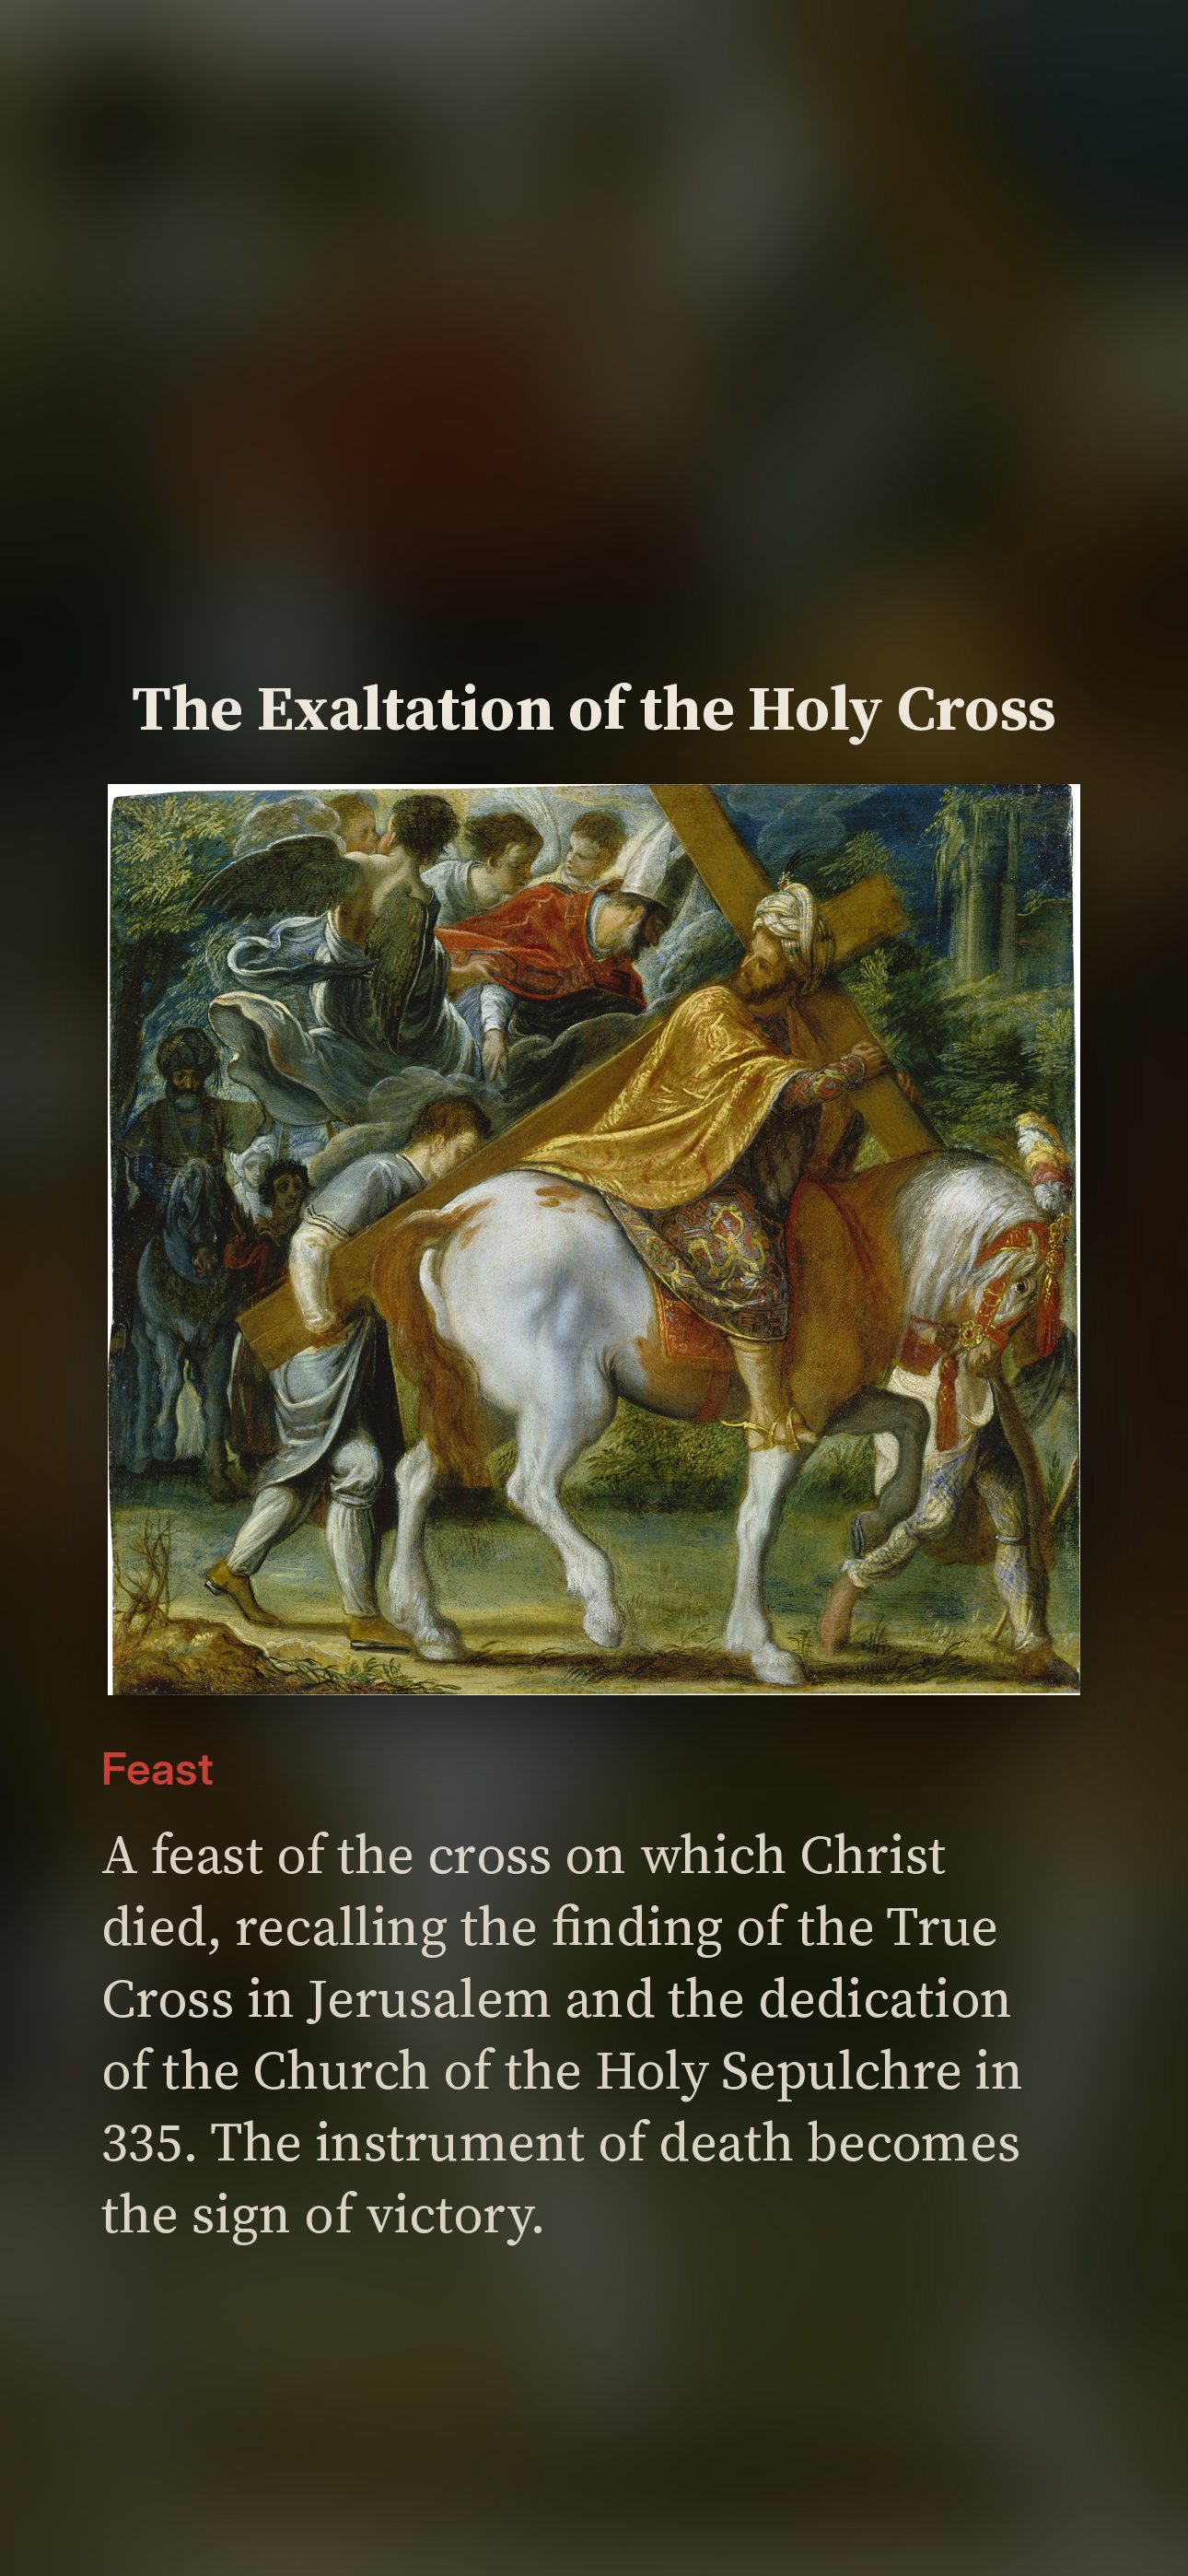 The Exaltation of the Holy Cross
Feast
A feast of the cross on which Christ
died, recalling the finding of the True
Cross in Jerusalem and the dedication
of the Church of the Holy Sepulchre in
335. The instrument of death becomes
the sign of victory.